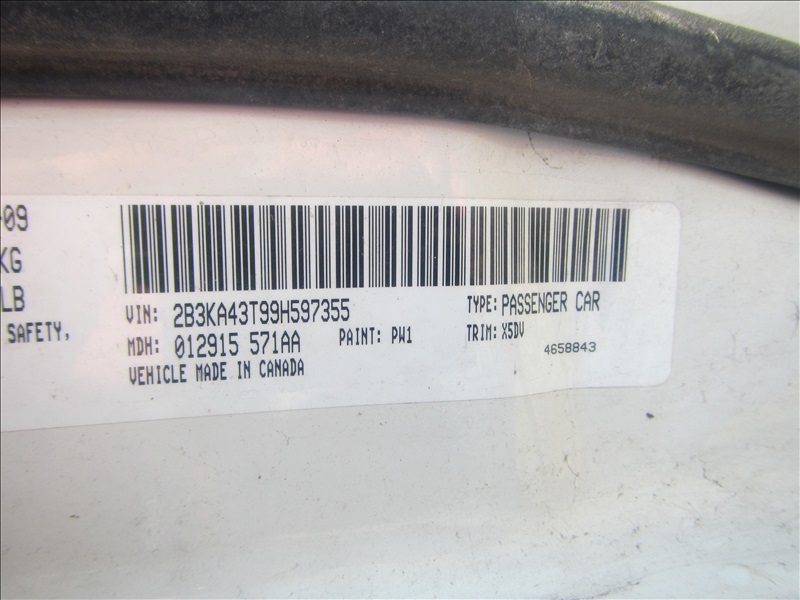 -09
KG
LB
SAFETY,
VIN: 2B3KA43T99H597355 TYPE: PASSENGER CAR
MDH: 012915 571AA PAINT: PW1 TRIM: X5DV
4658843
VEHICLE MADE IN CANADA